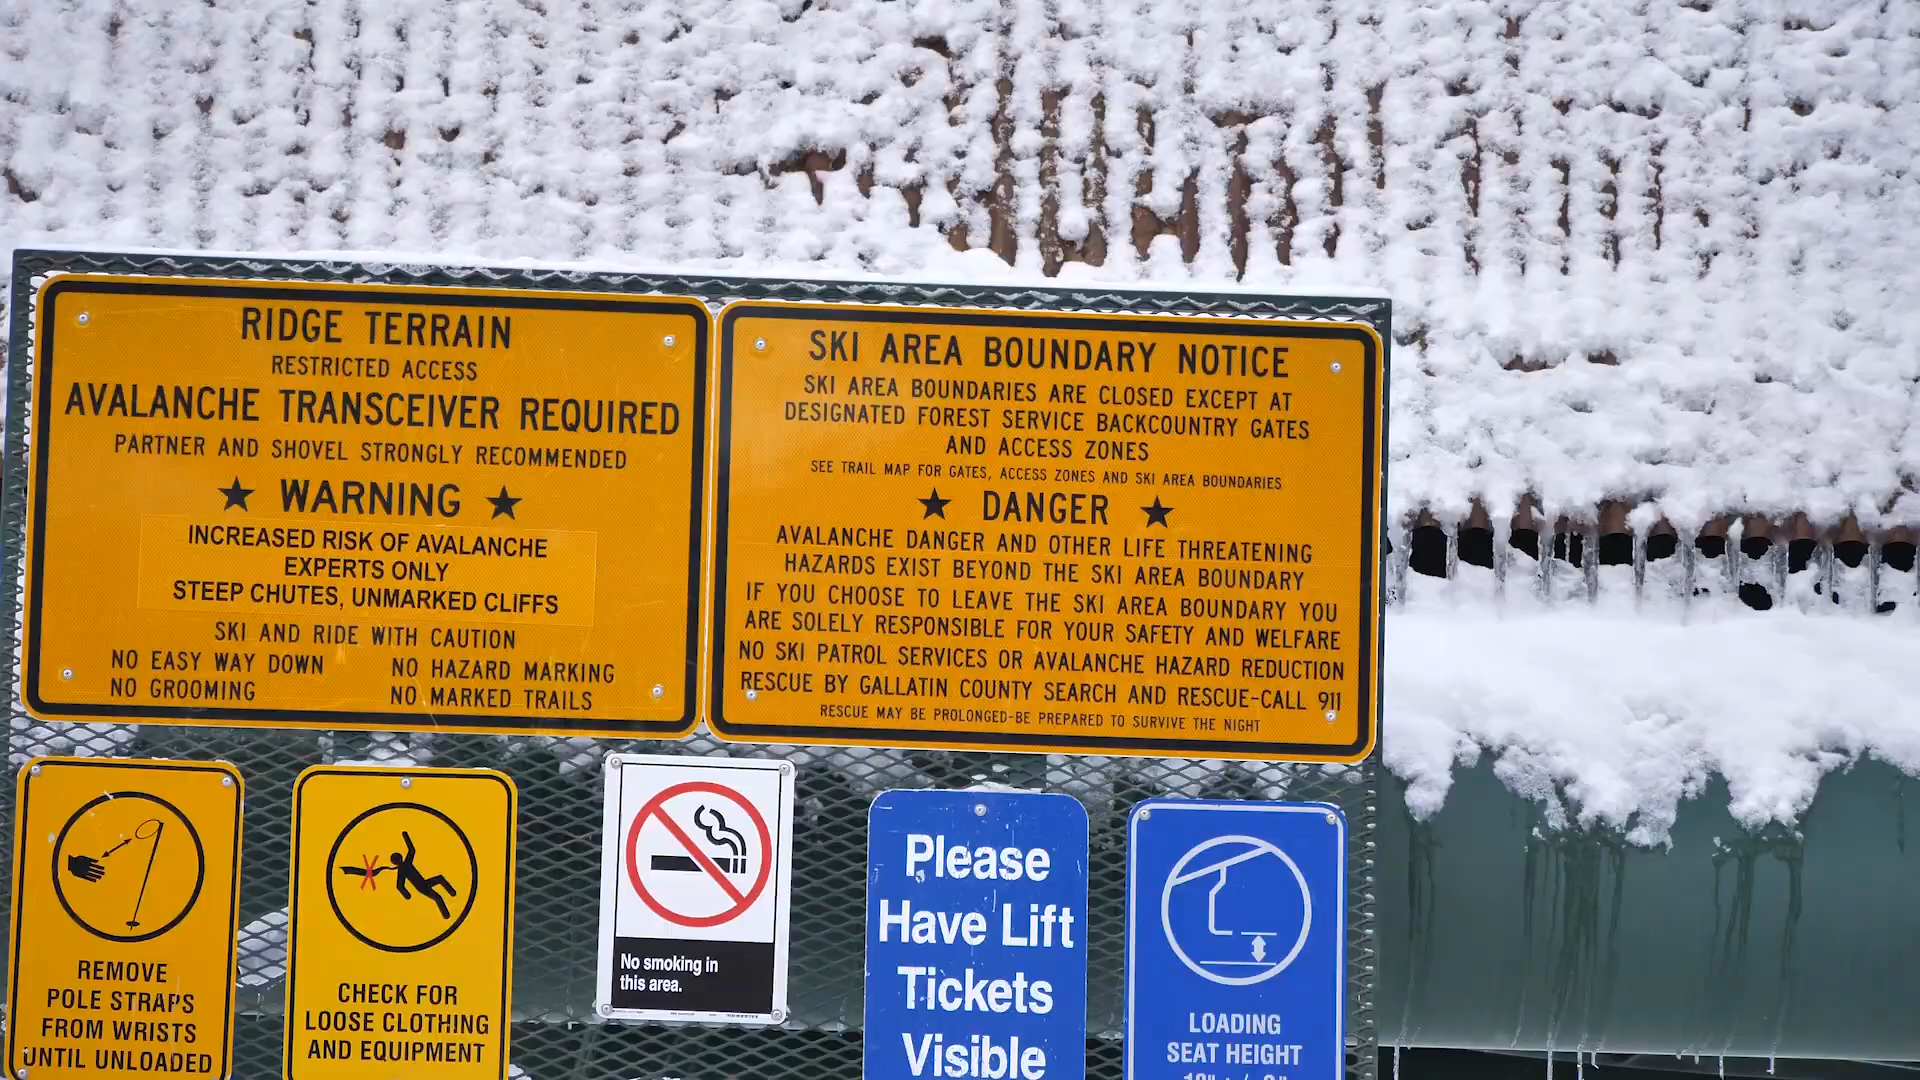 RIDGE TERRAIN
RESTRICTED ACCESS
AVALANCHE TRANSCEIVER REQUIRED
PARTNER AND SHOVEL STRONGLY RECOMMENDED
★ WARNING ★
INCREASED RISK OF AVALANCHE
EXPERTS ONLY
STEEP CHUTES, UNMARKED CLIFFS
SKI AND RIDE WITH CAUTION
NO EASY WAY DOWN NO HAZARD MARKING
NO GROOMING NO MARKED TRAILS
SKI AREA BOUNDARY NOTICE
SKI AREA BOUNDARIES ARE CLOSED EXCEPT AT
DESIGNATED FOREST SERVICE BACKCOUNTRY GATES
AND ACCESS ZONES
SEE TRAIL MAP FOR GATES, ACCESS ZONES AND SKI AREA BOUNDARIES
★ DANGER ★
AVALANCHE DANGER AND OTHER LIFE THREATENING
HAZARDS EXIST BEYOND THE SKI AREA BOUNDARY
IF YOU CHOOSE TO LEAVE THE SKI AREA BOUNDARY YOU
ARE SOLELY RESPONSIBLE FOR YOUR SAFETY AND WELFARE
NO SKI PATROL SERVICES OR AVALANCHE HAZARD REDUCTION
RESCUE BY GALLATIN COUNTY SEARCH AND RESCUE-CALL 911
RESCUE MAY BE PROLONGED-BE PREPARED TO SURVIVE THE NIGHT
REMOVE
POLE STRAPS
FROM WRISTS
UNTIL UNLOADED
CHECK FOR
LOOSE CLOTHING
AND EQUIPMENT
No smoking in
this area.
Please
Have Lift
Tickets
Visible
LOADING
SEAT HEIGHT